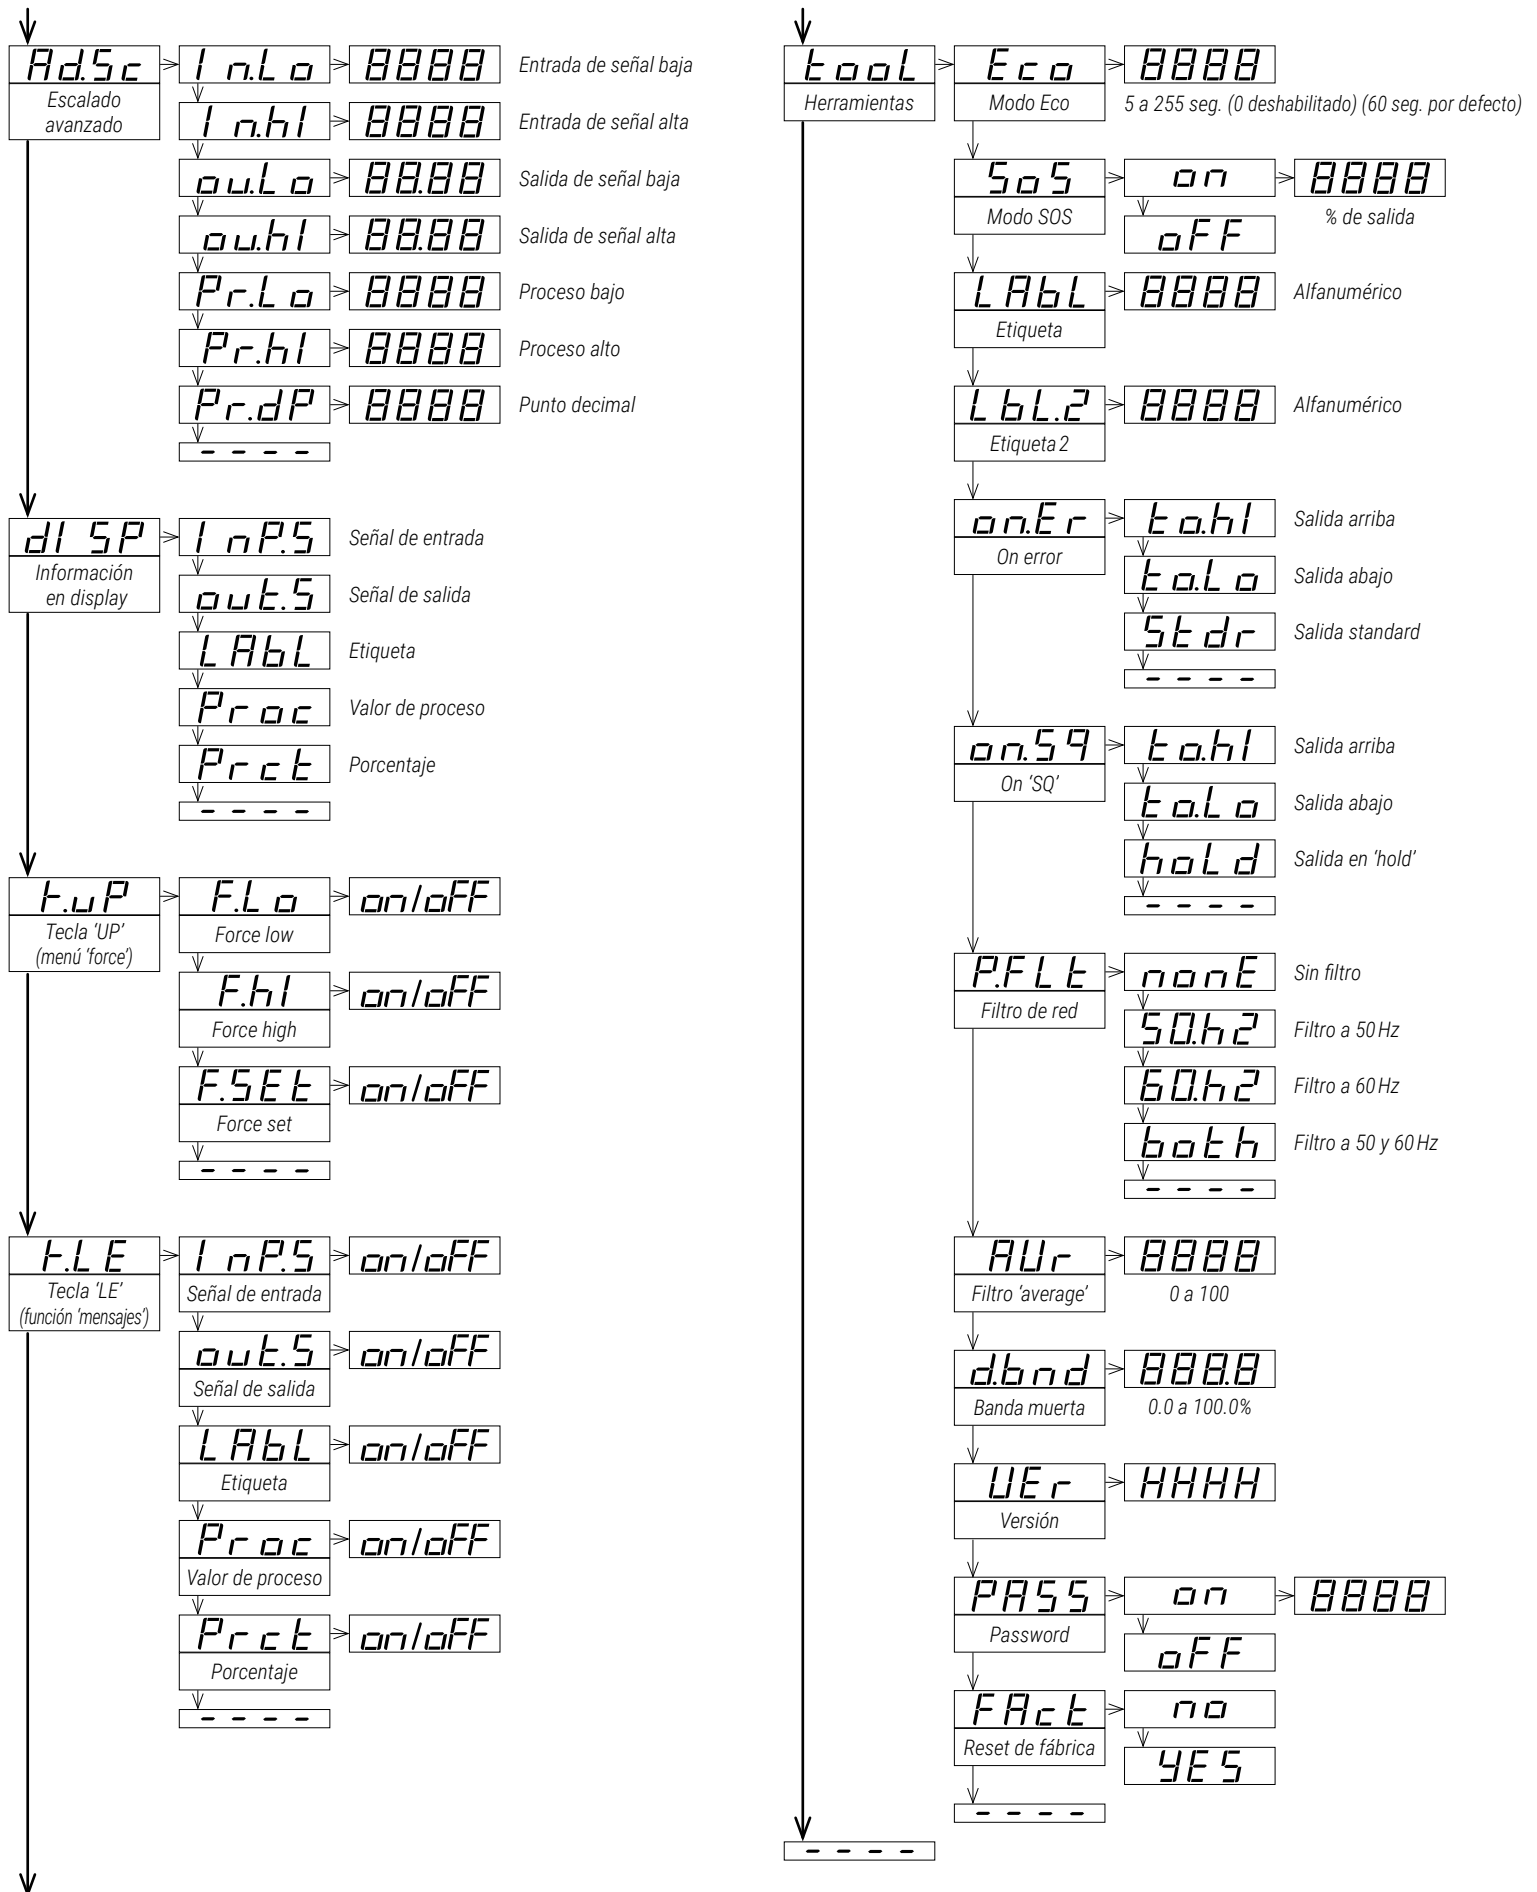 Ad.Sc
Escalado
avanzado
In.Lo 8888 Entrada de señal baja
In.hI 8888 Entrada de señal alta
ou.Lo 88.88 Salida de señal baja
ou.hI 88.88 Salida de señal alta
Pr.Lo 8888 Proceso bajo
Pr.hI 8888 Proceso alto
Pr.dP 8888 Punto decimal
- - - -
dISP
Información
en display
InP.S Señal de entrada
out.S Señal de salida
LAbL Etiqueta
Proc Valor de proceso
Prct Porcentaje
- - - -
k.uP
Tecla ‘UP’
(menú ‘force’)
F.Lo on/oFF
Force low
F.hI on/oFF
Force high
F.SEt on/oFF
Force set
- - - -
k.LE
Tecla ‘LE’
(función ‘mensajes’)
InP.S on/oFF
Señal de entrada
out.S on/oFF
Señal de salida
LAbL on/oFF
Etiqueta
Proc on/oFF
Valor de proceso
Prct on/oFF
Porcentaje
- - - -
tooL
Herramientas
Eco 8888
Modo Eco
5 a 255 seg. (0 deshabilitado) (60 seg. por defecto)
SoS on 8888
Modo SOS
% de salida
oFF
LAbL 8888 Alfanumérico
Etiqueta
LbL.2 8888 Alfanumérico
Etiqueta 2
on.Er to.hI Salida arriba
On error
to.Lo Salida abajo
Stdr Salida standard
- - - -
on.Sq to.hI Salida arriba
On ‘SQ’
to.Lo Salida abajo
hoLd Salida en ‘hold’
- - - -
P.FLt nonE Sin filtro
Filtro de red
50.h2 Filtro a 50 Hz
60.h2 Filtro a 60 Hz
both Filtro a 50 y 60 Hz
- - - -
AUr 8888
Filtro ‘average’ 0 a 100
d.bnd 888.8
Banda muerta 0.0 a 100.0%
UEr HHHH
Versión
PASS on 8888
Password
oFF
FAct no
Reset de fábrica
YES
- - - -
- - - -